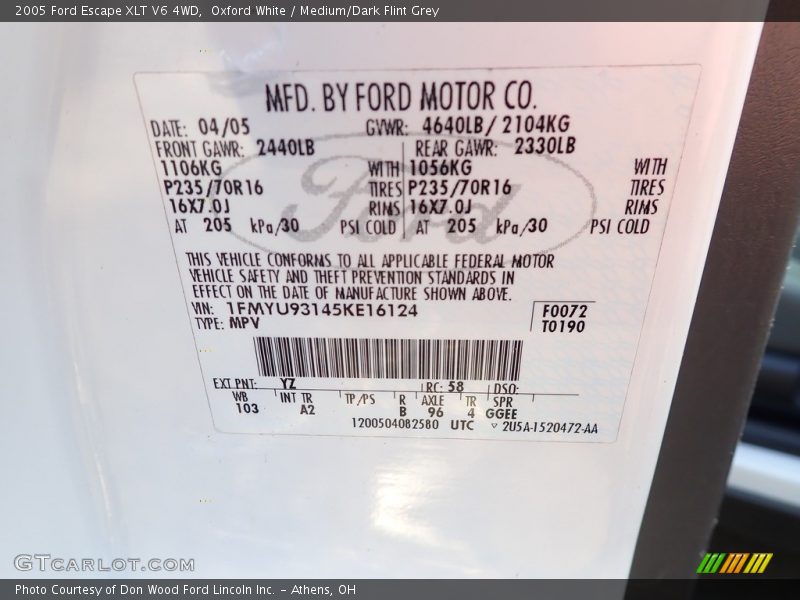 2005 Ford Escape XLT V6 4WD,  Oxford White / Medium/Dark Flint Grey
MFD. BY FORD MOTOR CO.
DATE: 04/05 GVWR: 4640LB/ 2104KG
FRONT GAWR: 2440LB REAR GAWR: 2330LB
1106KG WITH 1056KG WITH
P235/70R16 TIRES P235/70R16 TIRES
16X7.0J RIMS 16X7.0J RIMS
AT 205 kPa/30 PSI COLD AT 205 kPa/30 PSI COLD
Ford
THIS VEHICLE CONFORMS TO ALL APPLICABLE FEDERAL MOTOR
VEHICLE SAFETY AND THEFT PREVENTION STANDARDS IN
EFFECT ON THE DATE OF MANUFACTURE SHOWN ABOVE.
VIN: 1FMYU93145KE16124 F0072
TYPE: MPV T0190
EXT PNT: YZ RC: 58 DSO:
WB INT TR TP/PS R AXLE TR SPR
103 A2 B 96 4 GGEE
1200504082580 UTC ▽ 2U5A-1520472-AA
GTCARLOT.COM
Photo Courtesy of Don Wood Ford Lincoln Inc. – Athens, OH